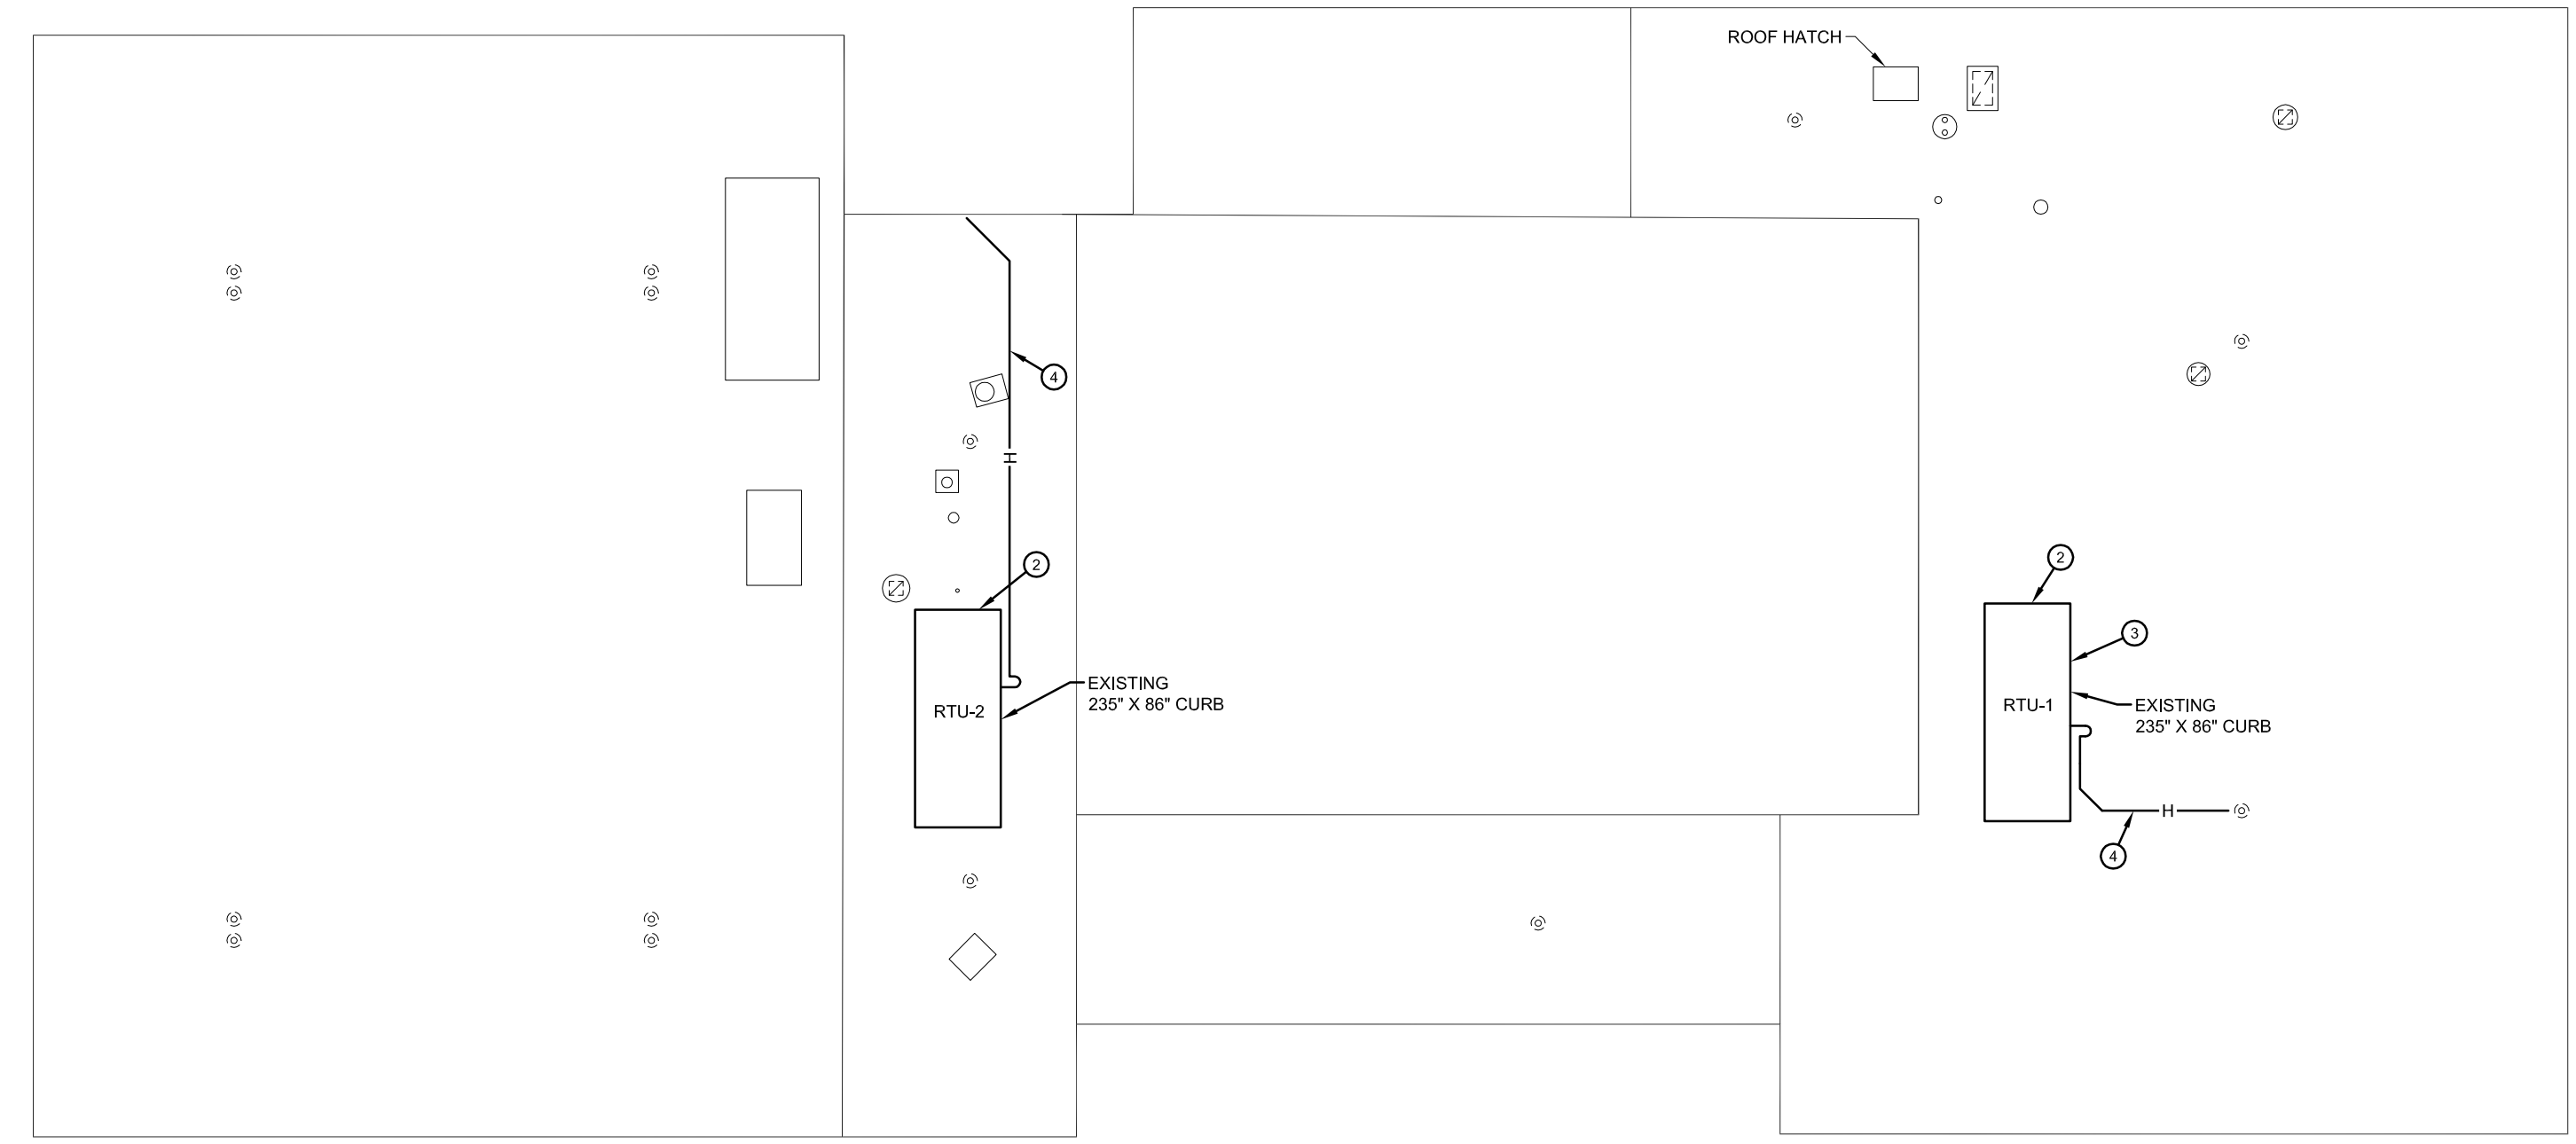 ROOF HATCH
4
H
2
2
3
EXISTING
235" X 86" CURB
RTU-2
RTU-1
EXISTING
235" X 86" CURB
H
4